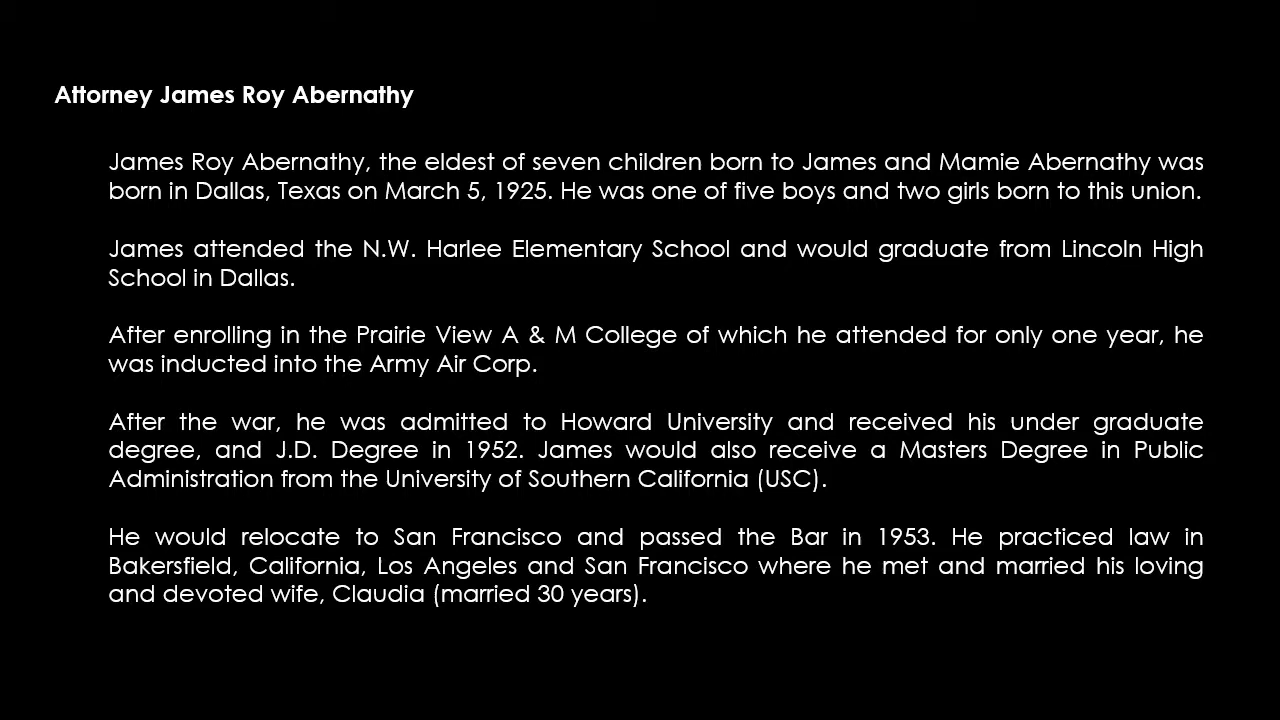 Attorney James Roy Abernathy
James Roy Abernathy, the eldest of seven children born to James and Mamie Abernathy was
born in Dallas, Texas on March 5, 1925. He was one of five boys and two girls born to this union.
James attended the N.W. Harlee Elementary School and would graduate from Lincoln High
School in Dallas.
After enrolling in the Prairie View A & M College of which he attended for only one year, he
was inducted into the Army Air Corp.
After the war, he was admitted to Howard University and received his under graduate
degree, and J.D. Degree in 1952. James would also receive a Masters Degree in Public
Administration from the University of Southern California (USC).
He would relocate to San Francisco and passed the Bar in 1953. He practiced law in
Bakersfield, California, Los Angeles and San Francisco where he met and married his loving
and devoted wife, Claudia (married 30 years).